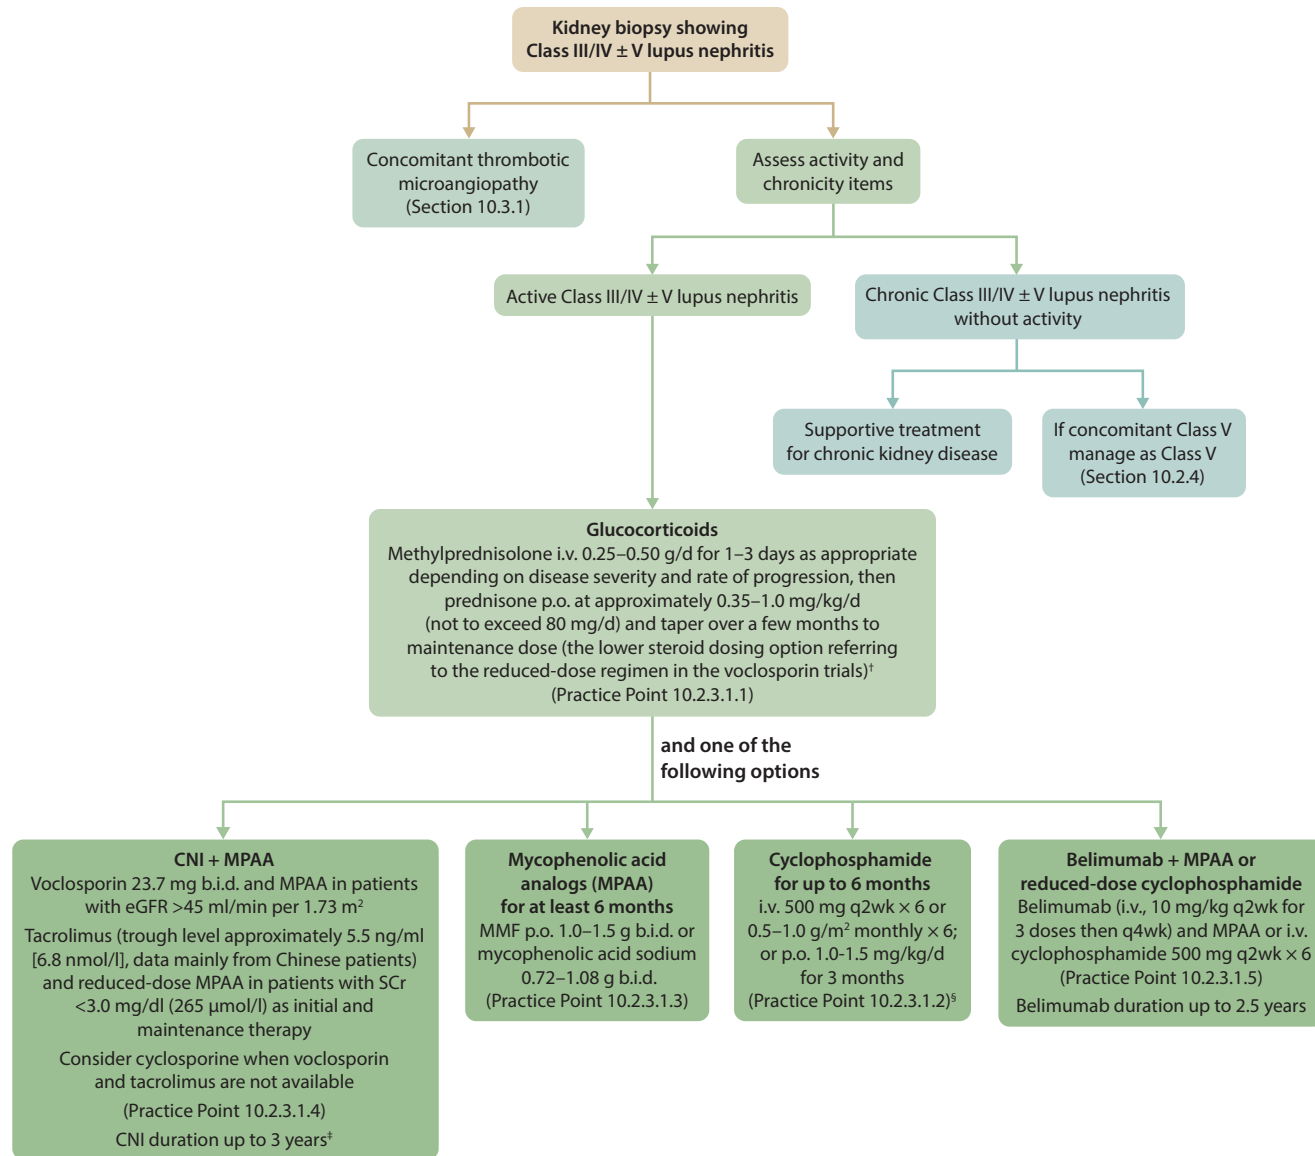 Kidney biopsy showing
Class III/IV ± V lupus nephritis
Concomitant thrombotic
microangiopathy
(Section 10.3.1)
Assess activity and
chronicity items
Active Class III/IV ± V lupus nephritis
Chronic Class III/IV ± V lupus nephritis
without activity
Supportive treatment
for chronic kidney disease
If concomitant Class V
manage as Class V
(Section 10.2.4)
Glucocorticoids
Methylprednisolone i.v. 0.25–0.50 g/d for 1–3 days as appropriate
depending on disease severity and rate of progression, then
prednisone p.o. at approximately 0.35–1.0 mg/kg/d
(not to exceed 80 mg/d) and taper over a few months to
maintenance dose (the lower steroid dosing option referring
to the reduced-dose regimen in the voclosporin trials)†
(Practice Point 10.2.3.1.1)
and one of the
following options
CNI + MPAA
Voclosporin 23.7 mg b.i.d. and MPAA in patients
with eGFR >45 ml/min per 1.73 m²
Tacrolimus (trough level approximately 5.5 ng/ml
[6.8 nmol/l], data mainly from Chinese patients)
and reduced-dose MPAA in patients with SCr
<3.0 mg/dl (265 µmol/l) as initial and
maintenance therapy
Consider cyclosporine when voclosporin
and tacrolimus are not available
(Practice Point 10.2.3.1.4)
CNI duration up to 3 years‡
Mycophenolic acid
analogs (MPAA)
for at least 6 months
MMF p.o. 1.0–1.5 g b.i.d. or
mycophenolic acid sodium
0.72–1.08 g b.i.d.
(Practice Point 10.2.3.1.3)
Cyclophosphamide
for up to 6 months
i.v. 500 mg q2wk × 6 or
0.5–1.0 g/m² monthly × 6;
or p.o. 1.0-1.5 mg/kg/d
for 3 months
(Practice Point 10.2.3.1.2)§
Belimumab + MPAA or
reduced-dose cyclophosphamide
Belimumab (i.v., 10 mg/kg q2wk for
3 doses then q4wk) and MPAA or i.v.
cyclophosphamide 500 mg q2wk × 6
(Practice Point 10.2.3.1.5)
Belimumab duration up to 2.5 years